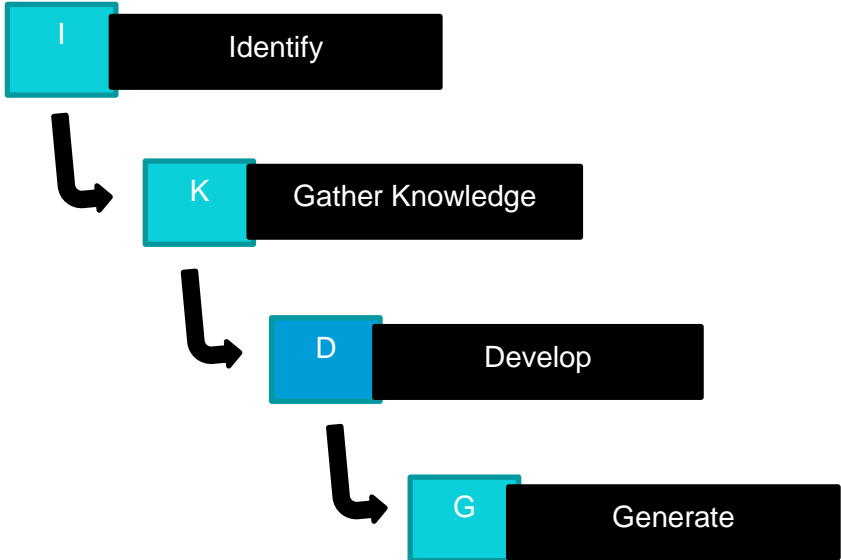 I
Identify
K
Gather Knowledge
D
Develop
G
Generate